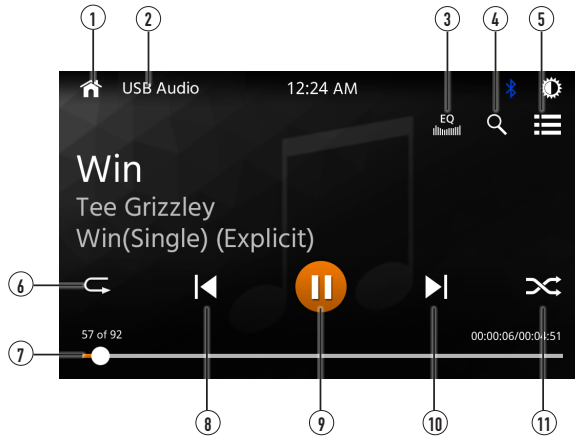 1 2 3 4 5
USB Audio 12:24 AM
EQ
Win
Tee Grizzley
Win(Single) (Explicit)
6
57 of 92 00:00:06/00:04:51
7
8 9 10 11